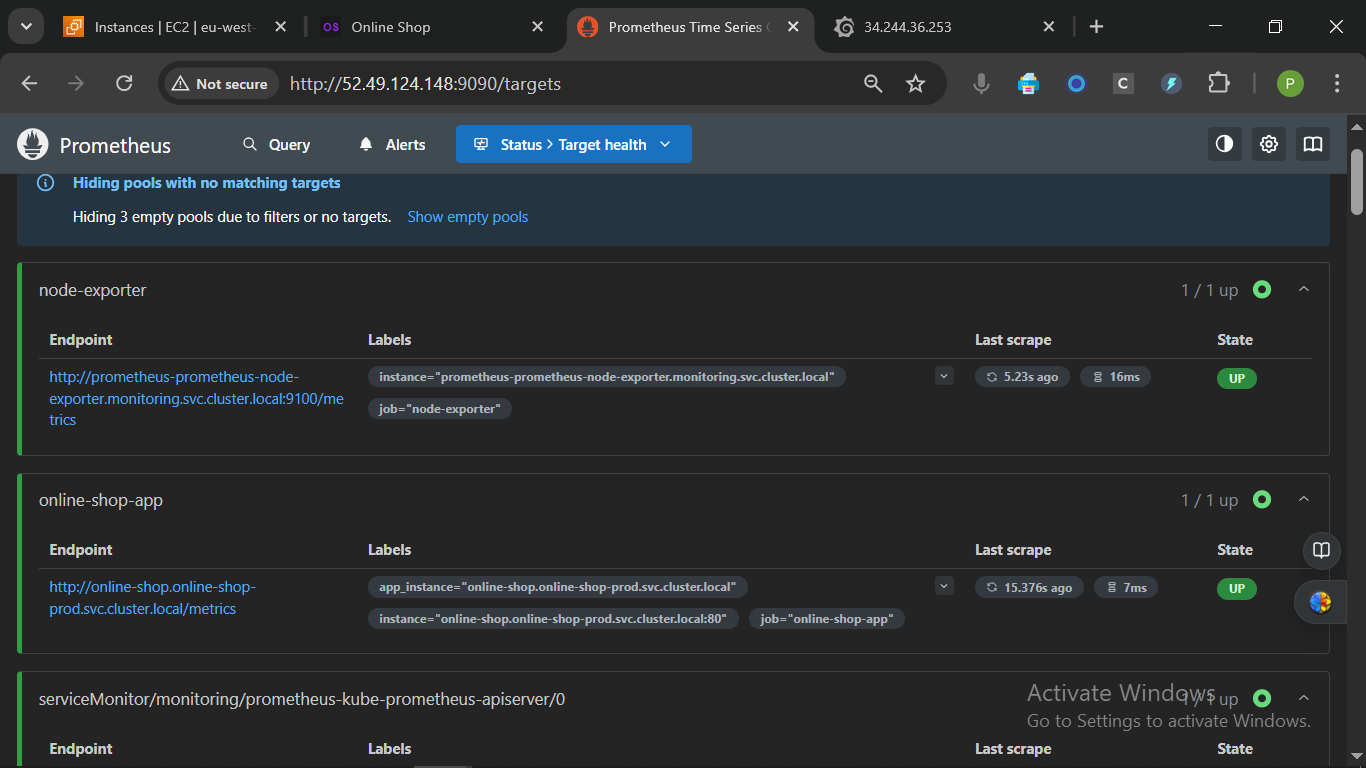 Instances | EC2 | eu-west-
OS Online Shop
Prometheus Time Series
34.244.36.253
Not secure
http://52.49.124.148:9090/targets
C
P
Prometheus
Query
Alerts
Status > Target health
Hiding pools with no matching targets
Hiding 3 empty pools due to filters or no targets. Show empty pools
node-exporter
1 / 1 up
Endpoint Labels Last scrape State
http://prometheus-prometheus-node-
exporter.monitoring.svc.cluster.local:9100/me
trics
instance="prometheus-prometheus-node-exporter.monitoring.svc.cluster.local"
job="node-exporter"
5.23s ago
16ms
UP
online-shop-app
1 / 1 up
Endpoint Labels Last scrape State
http://online-shop.online-shop-
prod.svc.cluster.local/metrics
app_instance="online-shop.online-shop-prod.svc.cluster.local"
instance="online-shop.online-shop-prod.svc.cluster.local:80" job="online-shop-app"
15.376s ago
7ms
UP
serviceMonitor/monitoring/prometheus-kube-prometheus-apiserver/0
1 / 1 up
Endpoint Labels Last scrape State
Activate Windows
Go to Settings to activate Windows.